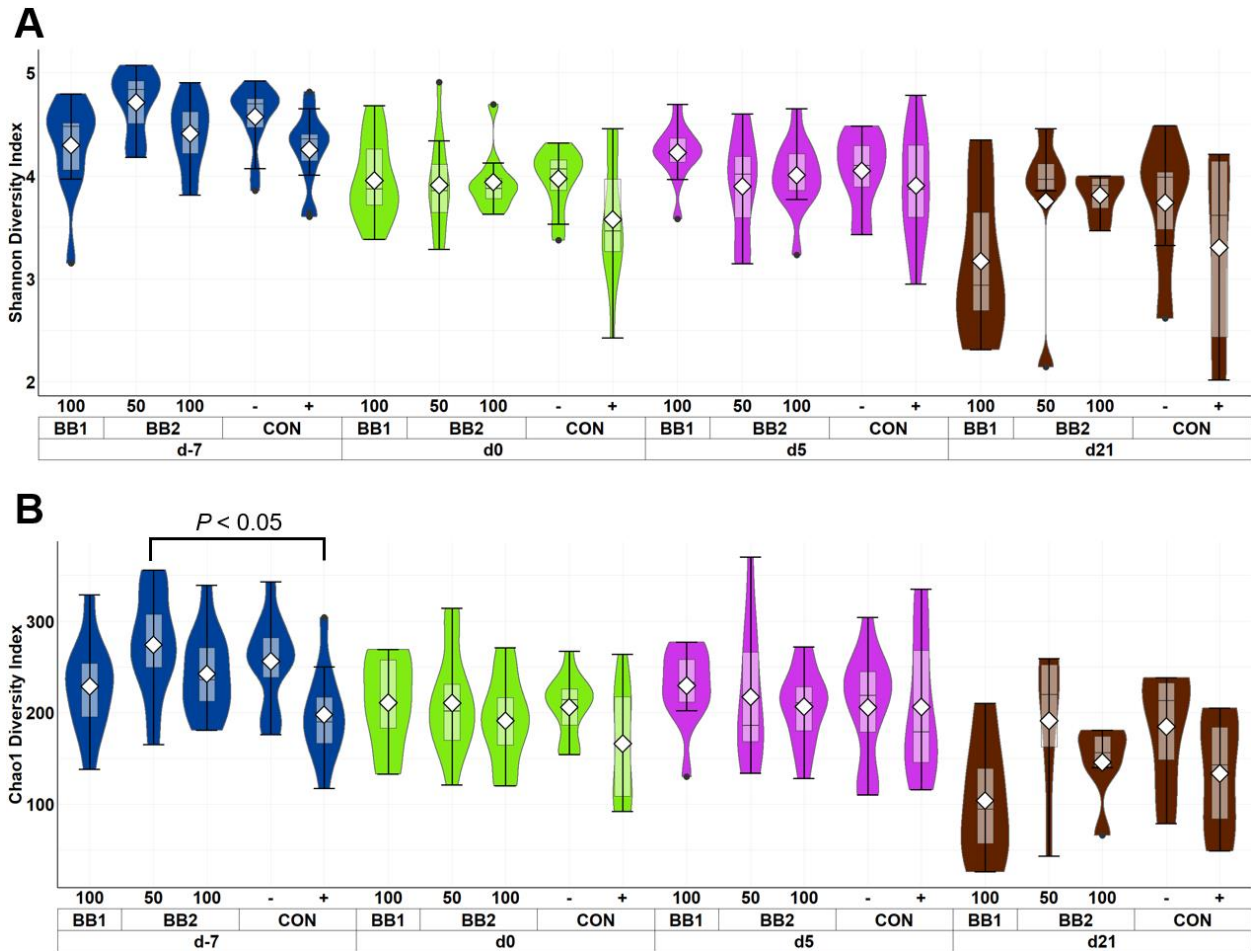 A
Shannon Diversity Index
5
4
3
2
100 50 100 - + 100 50 100 - + 100 50 100 - + 100 50 100 - +
BB1 BB2 CON BB1 BB2 CON BB1 BB2 CON BB1 BB2 CON
d-7 d0 d5 d21
B
P < 0.05
Chao1 Diversity Index
300
200
100
100 50 100 - + 100 50 100 - + 100 50 100 - + 100 50 100 - +
BB1 BB2 CON BB1 BB2 CON BB1 BB2 CON BB1 BB2 CON
d-7 d0 d5 d21